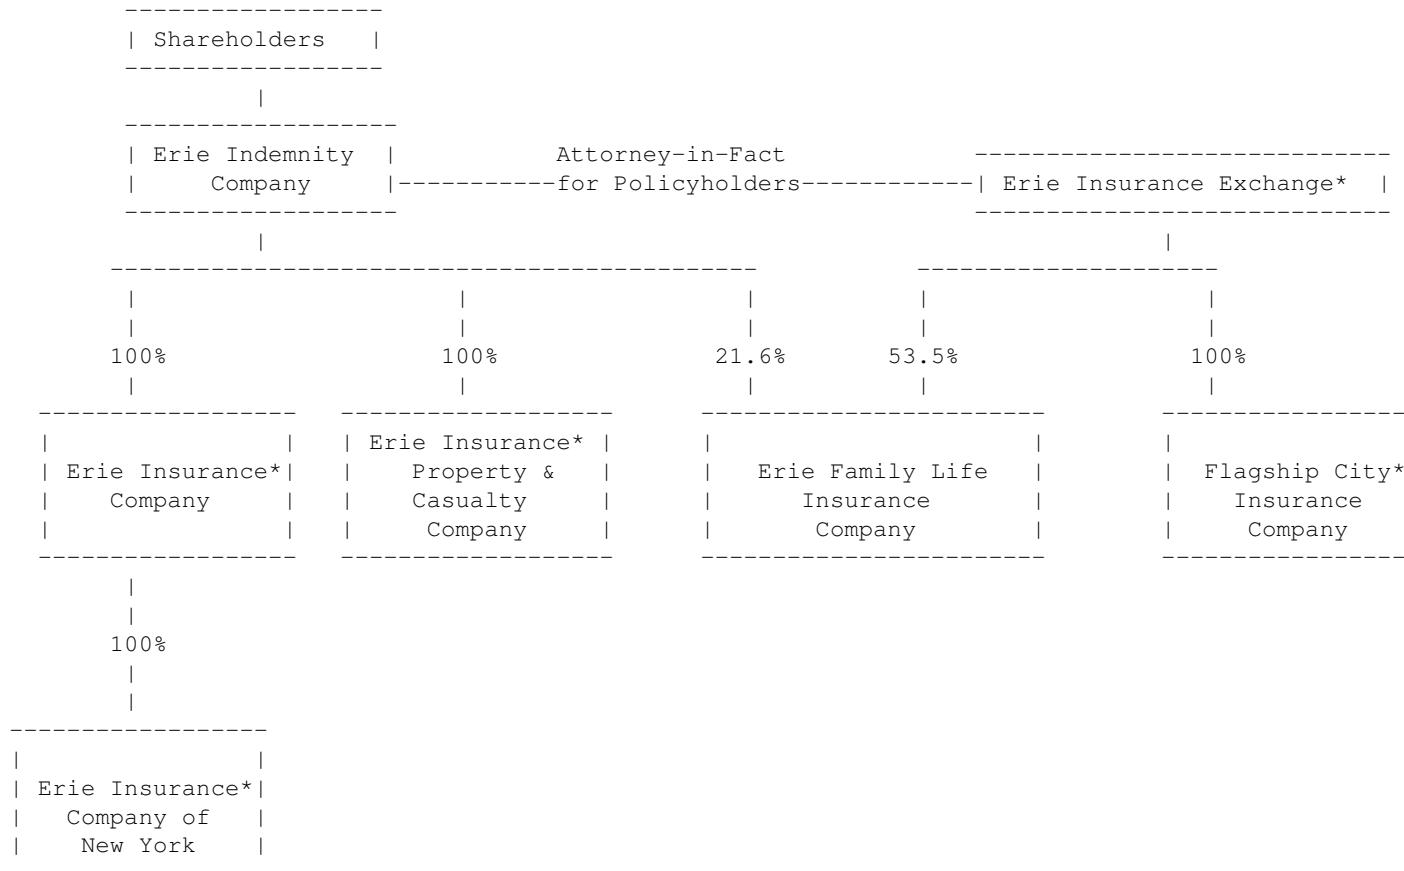 ------------------
| Shareholders   |
------------------
|
-------------------
| Erie Indemnity  |           Attorney-in-Fact             -----------------------------
|     Company     |-----------for Policyholders------------| Erie Insurance Exchange*  |
-------------------                                        -----------------------------
|                                                              |
---------------------------------------------          ---------------------
|                      |                   |           |                   |
|                      |                   |           |                   |
100%                   100%               21.6%       53.5%                100%
|                      |                   |           |                   |
------------------   -------------------      ------------------------        -----------------
|                |   | Erie Insurance* |      |                      |        |
| Erie Insurance*|   |    Property &   |      |   Erie Family Life   |        |  Flagship City*
|    Company     |   |    Casualty     |      |      Insurance       |        |    Insurance
|                |   |     Company     |      |       Company        |        |     Company
------------------   -------------------      ------------------------        -----------------
|
|
100%
|
|
------------------
|                |
| Erie Insurance*|
|   Company of   |
|    New York    |